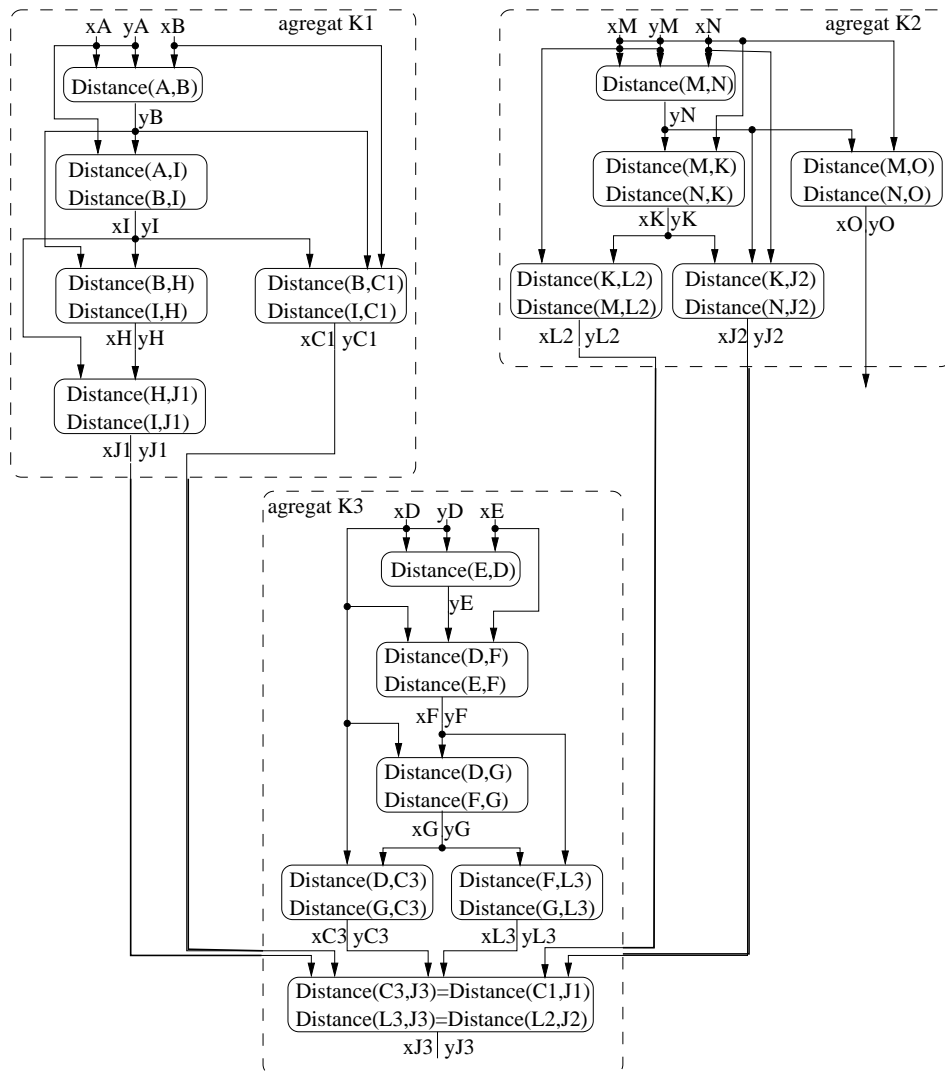 agregat K1
xA yA xB
Distance(A,B)
yB
Distance(A,I)
Distance(B,I)
xI yI
Distance(B,H)
Distance(I,H)
xH yH
Distance(B,C1)
Distance(I,C1)
xC1 yC1
Distance(H,J1)
Distance(I,J1)
xJ1 yJ1
agregat K2
xM yM xN
Distance(M,N)
yN
Distance(M,K)
Distance(N,K)
xK yK
Distance(M,O)
Distance(N,O)
xO yO
Distance(K,L2)
Distance(M,L2)
xL2 yL2
Distance(K,J2)
Distance(N,J2)
xJ2 yJ2
agregat K3
xD yD xE
Distance(E,D)
yE
Distance(D,F)
Distance(E,F)
xF yF
Distance(D,G)
Distance(F,G)
xG yG
Distance(D,C3)
Distance(G,C3)
xC3 yC3
Distance(F,L3)
Distance(G,L3)
xL3 yL3
Distance(C3,J3)=Distance(C1,J1)
Distance(L3,J3)=Distance(L2,J2)
xJ3 yJ3